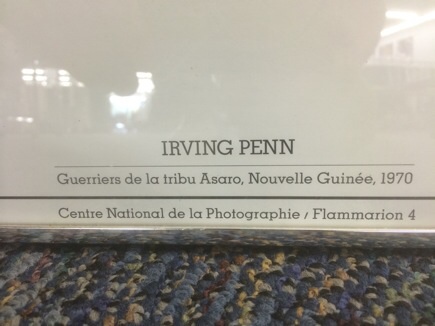 IRVING PENN
Guerriers de la tribu Asaro, Nouvelle Guinée, 1970
Centre National de la Photographie / Flammarion 4